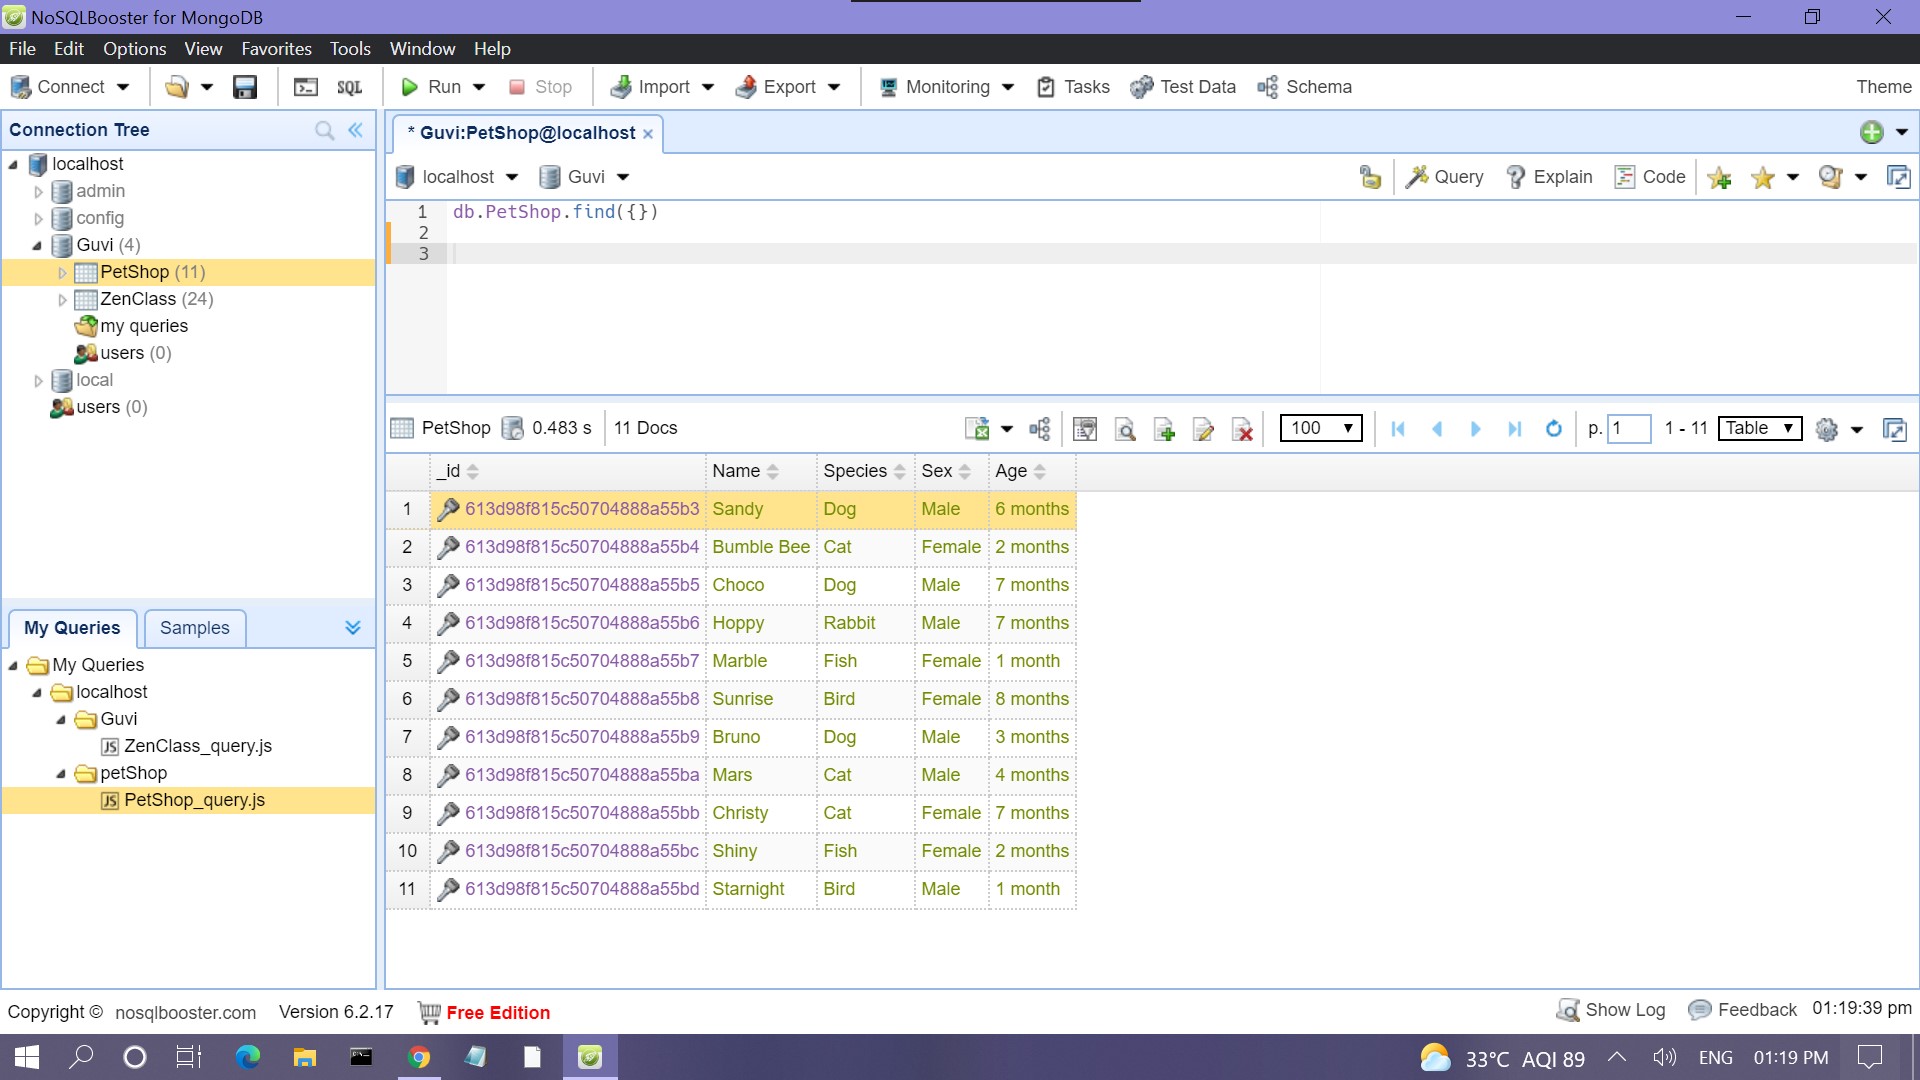 NoSQLBooster for MongoDB
File Edit Options View Favorites Tools Window Help
Connect SQL Run Stop Import Export Monitoring Tasks Test Data Schema Theme
Connection Tree
localhost
admin
config
Guvi (4)
PetShop (11)
ZenClass (24)
my queries
users (0)
local
users (0)
My Queries Samples
My Queries
localhost
Guvi
JS ZenClass_query.js
petShop
JS PetShop_query.js
* Guvi:PetShop@localhost ×
localhost Guvi Query Explain Code
1 db.PetShop.find({})
2
3
PetShop 0.483 s 11 Docs 100 p. 1 1 - 11 Table
_id Name Species Sex Age
1 613d98f815c50704888a55b3 Sandy Dog Male 6 months
2 613d98f815c50704888a55b4 Bumble Bee Cat Female 2 months
3 613d98f815c50704888a55b5 Choco Dog Male 7 months
4 613d98f815c50704888a55b6 Hoppy Rabbit Male 7 months
5 613d98f815c50704888a55b7 Marble Fish Female 1 month
6 613d98f815c50704888a55b8 Sunrise Bird Female 8 months
7 613d98f815c50704888a55b9 Bruno Dog Male 3 months
8 613d98f815c50704888a55ba Mars Cat Male 4 months
9 613d98f815c50704888a55bb Christy Cat Female 7 months
10 613d98f815c50704888a55bc Shiny Fish Female 2 months
11 613d98f815c50704888a55bd Starnight Bird Male 1 month
Copyright © nosqlbooster.com Version 6.2.17 Free Edition Show Log Feedback 01:19:39 pm
33°C AQI 89 ENG 01:19 PM